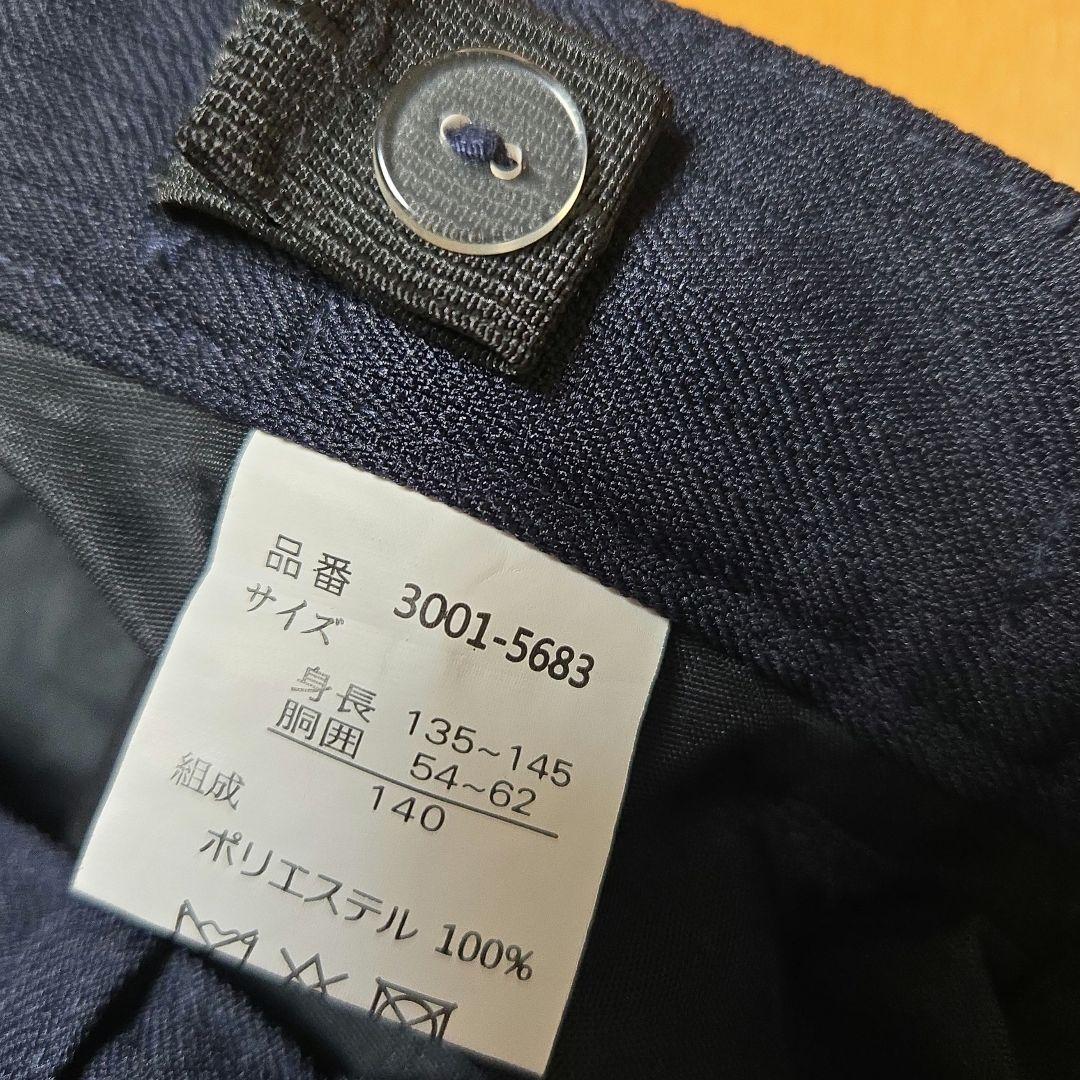 品番 3001-5683
サイズ
身長 135~145
胴囲 54~62
140
組成
ポリエステル 100%